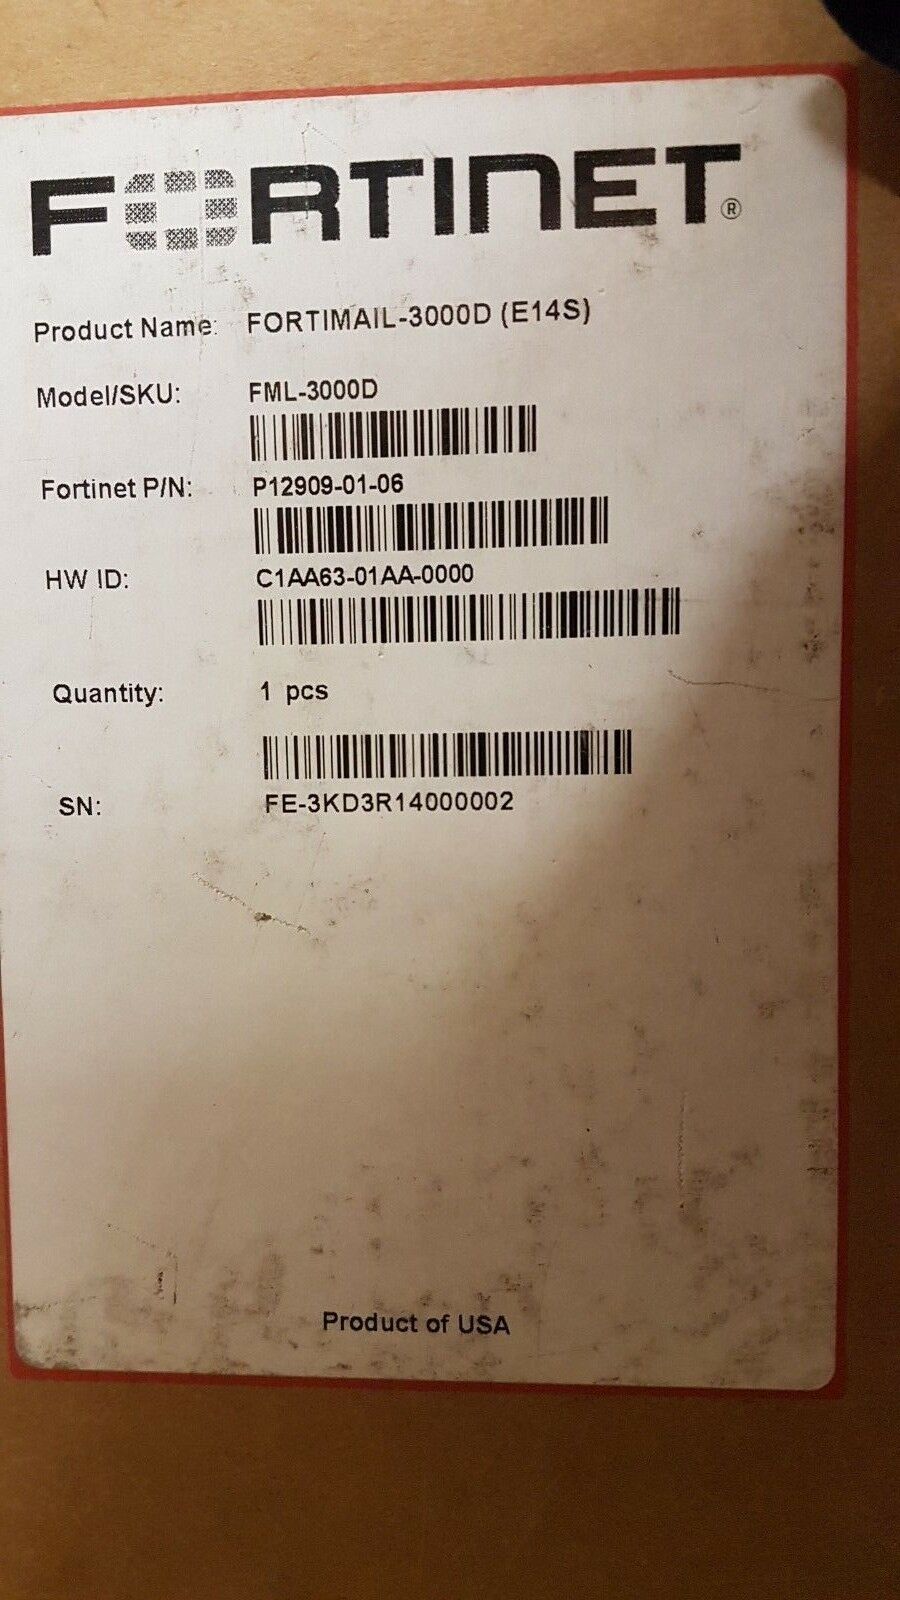 FORTINET®
Product Name: FORTIMAIL-3000D (E14S)
Model/SKU: FML-3000D
Fortinet P/N: P12909-01-06
HW ID: C1AA63-01AA-0000
Quantity: 1 pcs
SN: FE-3KD3R14000002
Product of USA